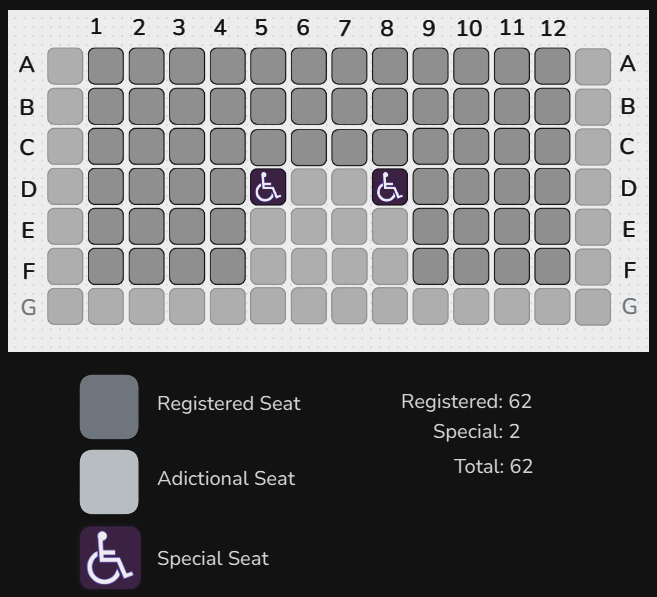 1 2 3 4 5 6 7 8 9 10 11 12
A A
B B
C C
D D
E E
F F
G G
Registered Seat
Registered: 62
Special: 2
Total: 62
Adictional Seat
Special Seat